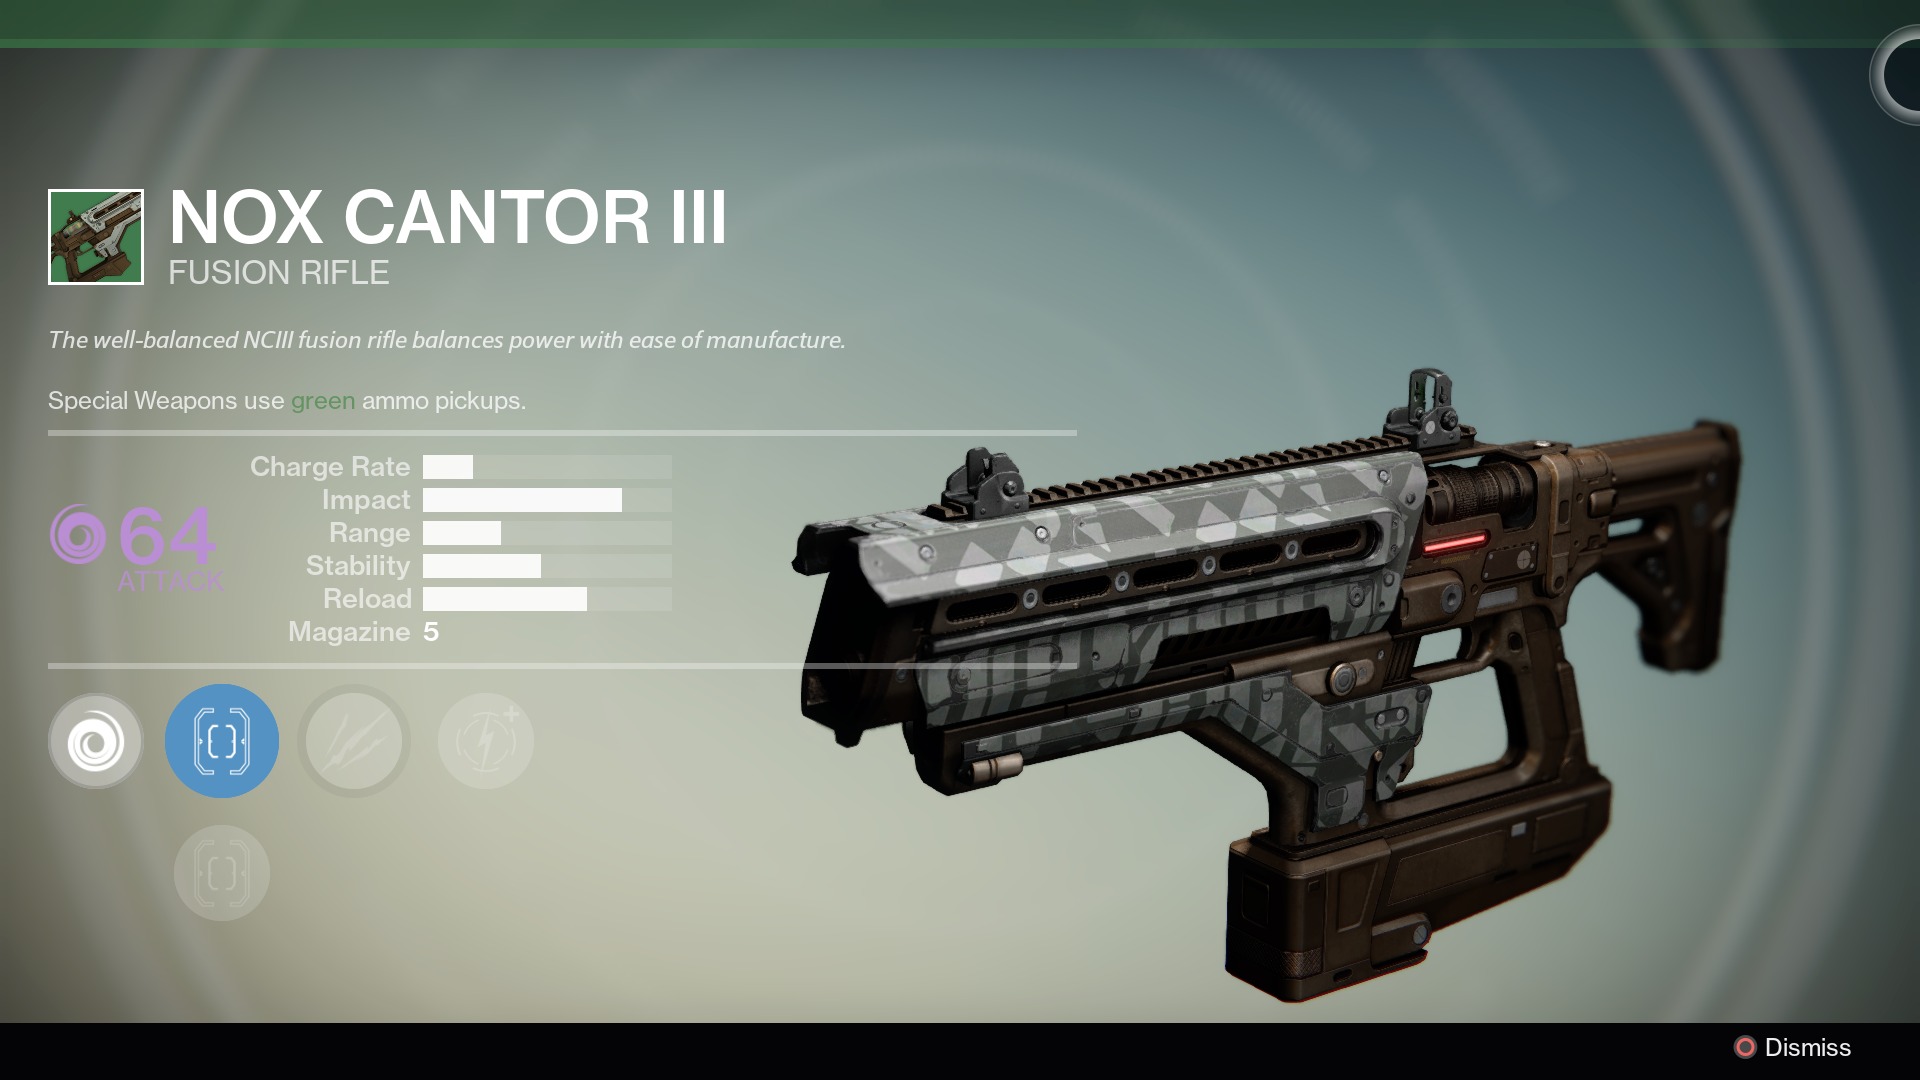 NOX CANTOR III
FUSION RIFLE
The well-balanced NCIII fusion rifle balances power with ease of manufacture.
Special Weapons use green ammo pickups.
64
ATTACK
Charge Rate
Impact
Range
Stability
Reload
Magazine 5
Dismiss